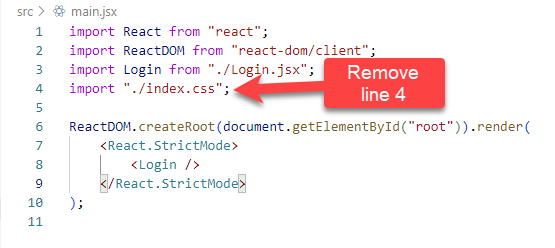 src > main.jsx
1 import React from "react";
2 import ReactDOM from "react-dom/client";
3 import Login from "./Login.jsx";
4 import "./index.css";
Remove
line 4
5
6 ReactDOM.createRoot(document.getElementById("root")).render(
7 <React.StrictMode>
8 <Login />
9 </React.StrictMode>
10 );
11